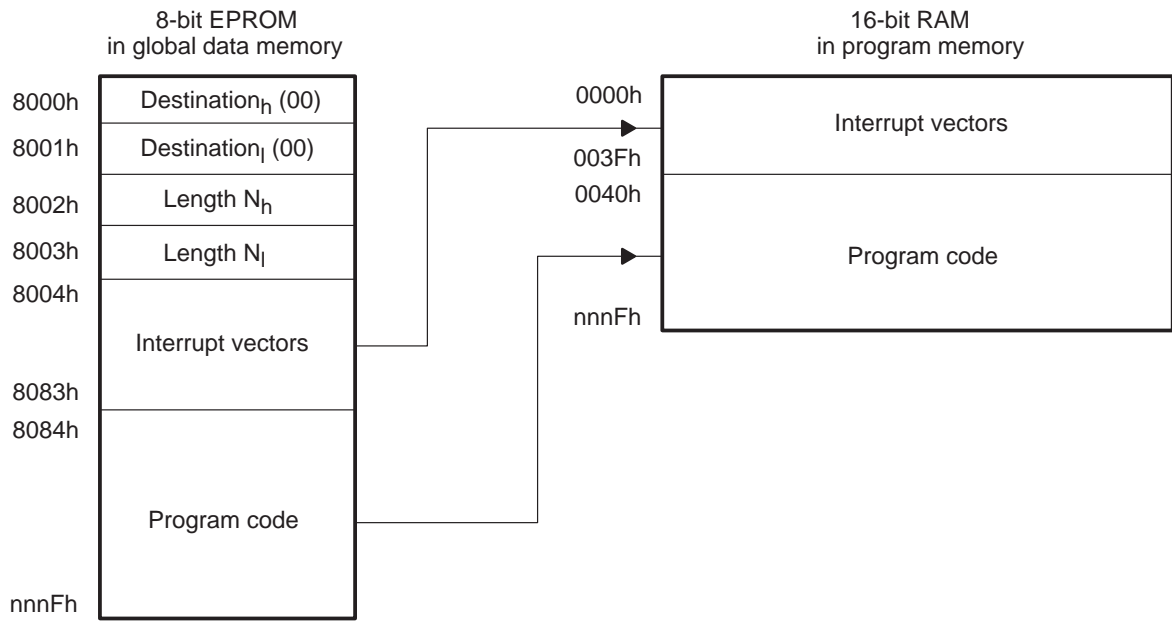 8-bit EPROM
in global data memory
8000h
Destinationh (00)
8001h
Destinationl (00)
8002h
Length Nh
8003h
Length Nl
8004h
Interrupt vectors
8083h
8084h
Program code
nnnFh
16-bit RAM
in program memory
0000h
Interrupt vectors
003Fh
0040h
Program code
nnnFh